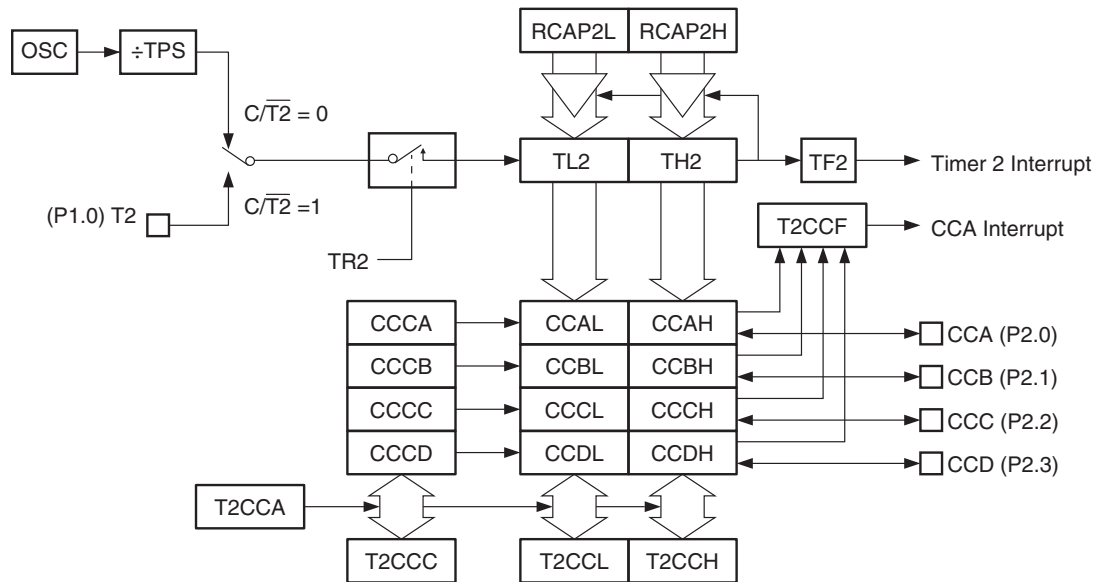 RCAP2L RCAP2H
OSC ÷TPS
C/T2 = 0
TL2 TH2 TF2 Timer 2 Interrupt
C/T2 =1
(P1.0) T2
T2CCF CCA Interrupt
TR2
CCCA CCAL CCAH CCA (P2.0)
CCCB CCBL CCBH CCB (P2.1)
CCCC CCCL CCCH CCC (P2.2)
CCCD CCDL CCDH CCD (P2.3)
T2CCA
T2CCC T2CCL T2CCH